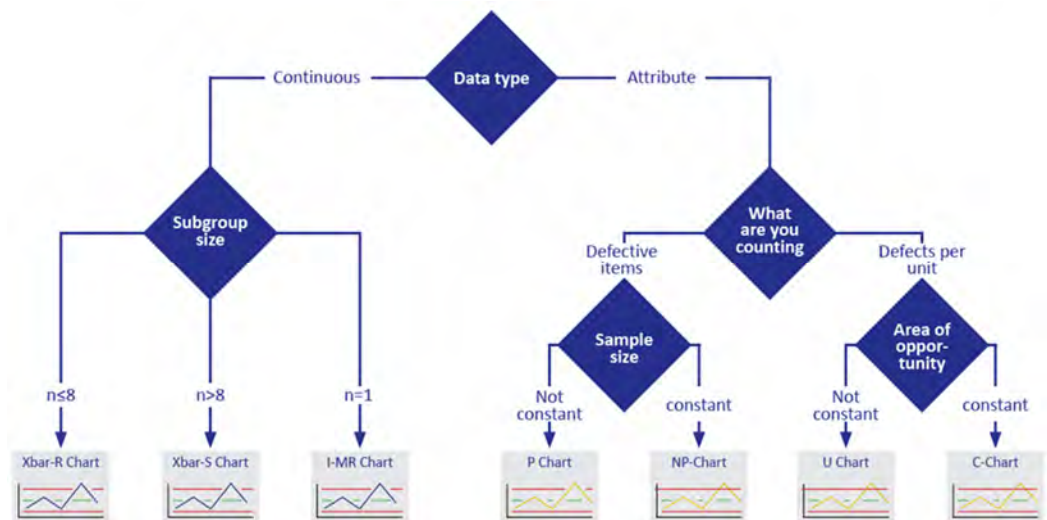 Continuous
Data type
Attribute
Subgroup
size
What
are you
counting
Defective
items
Defects per
unit
Sample
size
Area of
oppor-
tunity
n≤8
n>8
n=1
Not
constant
constant
Not
constant
constant
Xbar-R Chart
Xbar-S Chart
I-MR Chart
P Chart
NP-Chart
U Chart
C-Chart